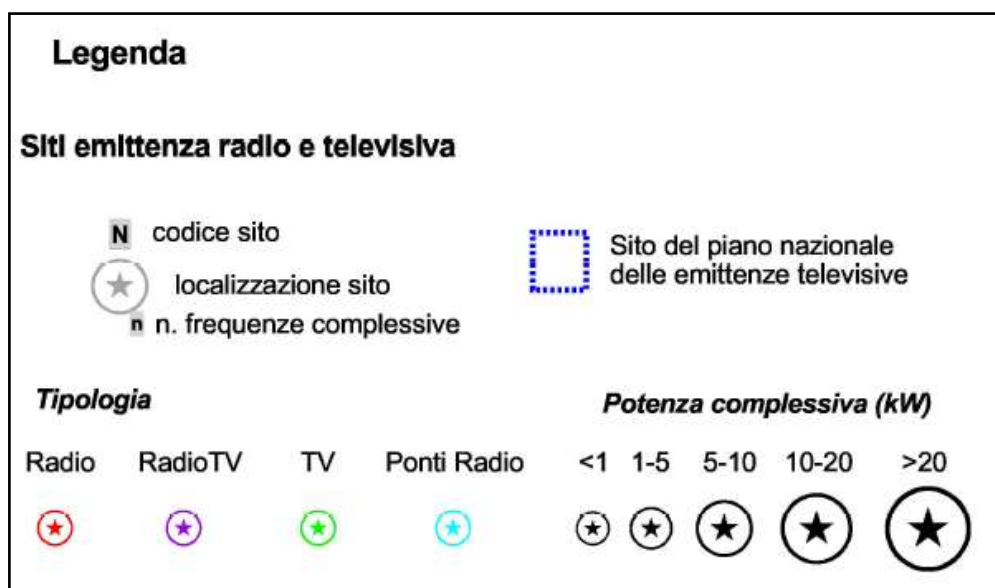 Legenda
Siti emittenza radio e televisiva
N codice sito
localizzazione sito
n n. frequenze complessive
Sito del piano nazionale
delle emittenze televisive
Tipologia
Radio RadioTV TV Ponti Radio
Potenza complessiva (kW)
<1 1-5 5-10 10-20 >20